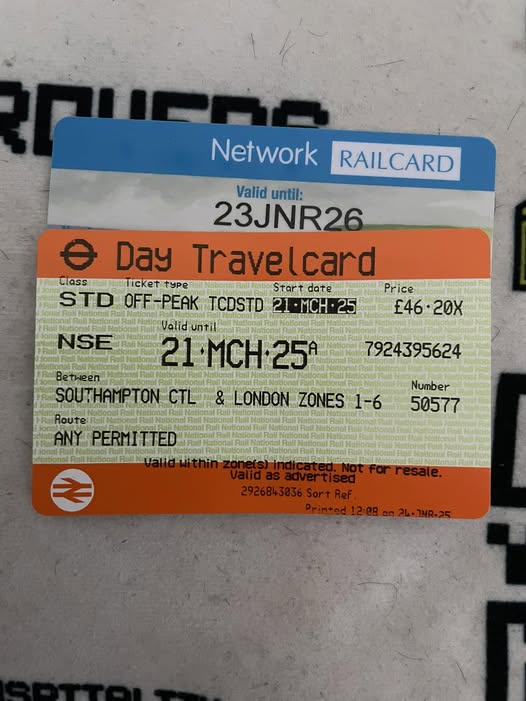 ROVERS
Network RAILCARD
Valid until:
23JNR26
Day Travelcard
Class Ticket type Start date Price
STD OFF-PEAK TCDSTD 21·MCH·25 £46·20X
Valid until
NSE 21·MCH·25A 7924395624
Between Number
SOUTHAMPTON CTL & LONDON ZONES 1-6 50577
Route
ANY PERMITTED
Valid within zone(s) indicated. Not for resale.
Valid as advertised
2926843036 Sort Ref.
Printed 12:08 on 24·JNR·25
HOSPITALITY